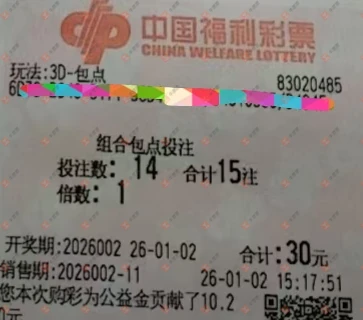 中国福利彩票
CHINA WELFARE LOTTERY
玩法:3D-包点
83020485
组合包点投注
投注数: 14 合计15注
倍数: 1
开奖期:2026002 26-01-02 合计:30元
销售期:2026002-11 26-01-02 15:17:51
您本次购彩为公益金贡献了10.2
0元